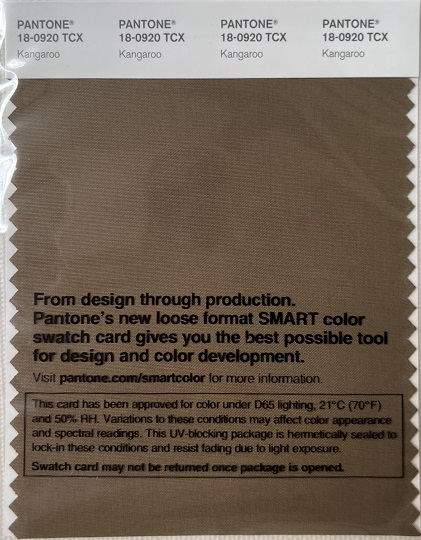 PANTONE® PANTONE® PANTONE® PANTONE®
18-0920 TCX 18-0920 TCX 18-0920 TCX 18-0920 TCX
Kangaroo Kangaroo Kangaroo Kangaroo
From design through production.
Pantone's new loose format SMART color
swatch card gives you the best possible tool
for design and color development.
Visit pantone.com/smartcolor for more information.
This card has been approved for color under D65 lighting, 21°C (70°F)
and 50% RH. Variations to these conditions may affect color appearance
and spectral readings. This UV-blocking package is hermetically sealed to
lock-in these conditions and resist fading due to light exposure.
Swatch card may not be returned once package is opened.